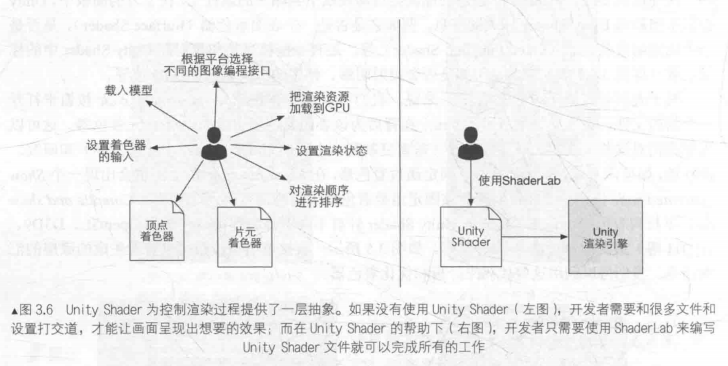 根据平台选择
不同的图像编程接口
载入模型
把渲染资源
加载到GPU
设置着色器
的输入
设置渲染状态
对渲染顺序
进行排序
顶点
着色器
片元
着色器
使用ShaderLab
Unity
Shader
Unity
渲染引擎
▲图 3.6 Unity Shader 为控制渲染过程提供了一层抽象。如果没有使用 Unity Shader（左图），开发者需要和很多文件和
设置打交道，才能让画面呈现出想要的效果；而在 Unity Shader 的帮助下（右图），开发者只需要使用 ShaderLab 来编写
Unity Shader 文件就可以完成所有的工作